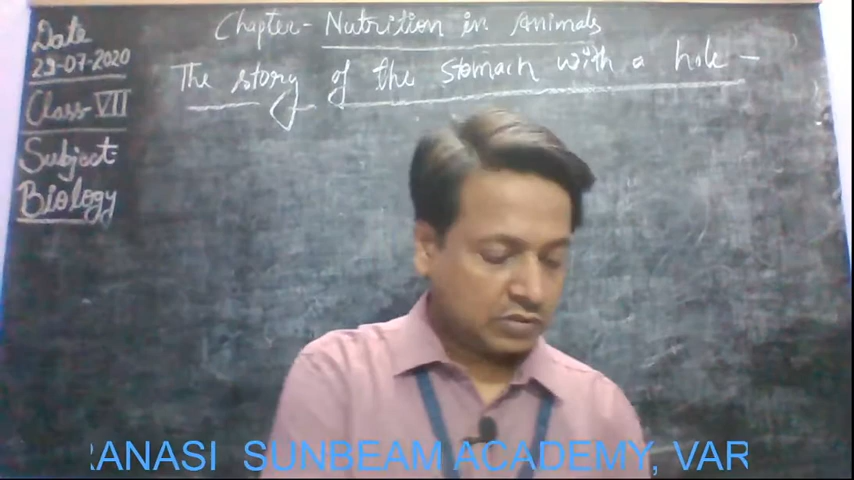 Date
29-07-2020
Class-VII
Subject:
Biology
Chapter- Nutrition in Animals
The story of the stomach with a hole -
RANASI SUNBEAM ACADEMY, VAR